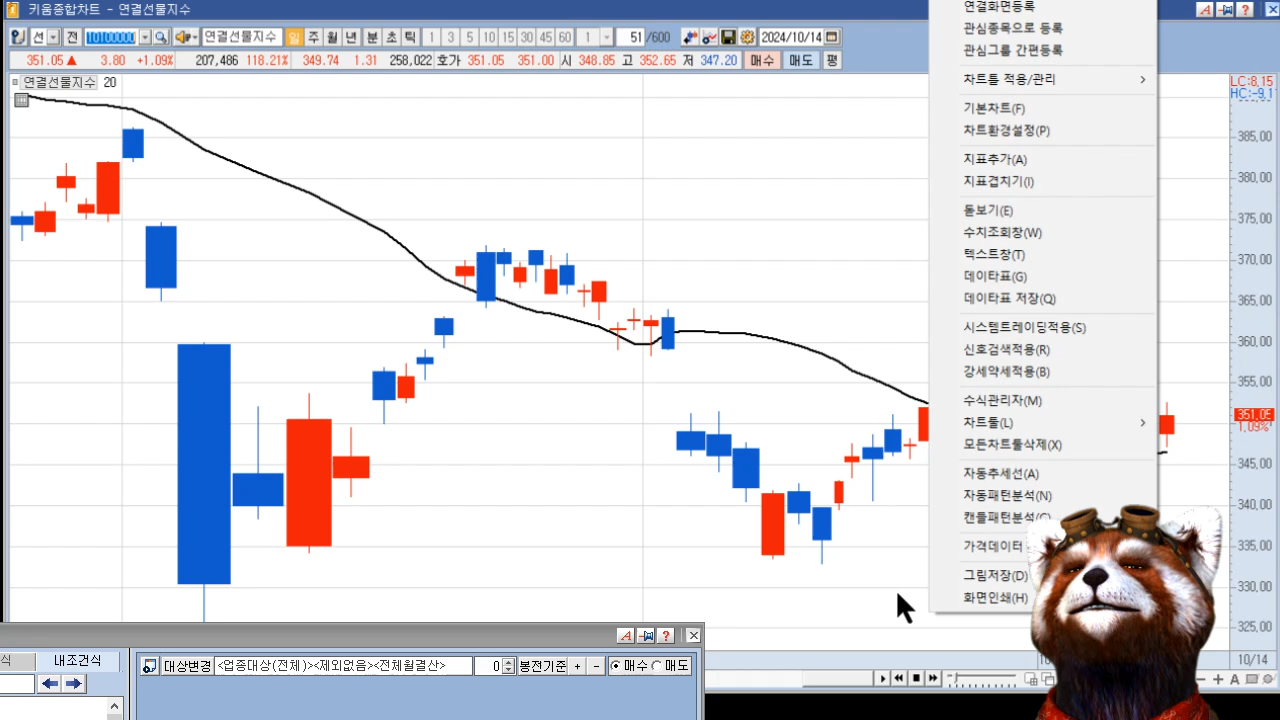 키움종합차트 - 연결선물지수
선 전 10100000 연결선물지수 일 주 월 년 분 초 틱 1 3 5 10 15 30 45 60 1 51 /600 2024/10/14
351.05 ▲ 3.80 +1.09% 207,486 118.21% 349.74 1.31 258,022 호가 351.05 351.00 시 348.85 고 352.65 저 347.20 매수 매도 평
연결선물지수 20
LC:8,15
HC:-9,1
385,00
380,00
375,00
370,00
365,00
360,00
355,00
351.05
1,09%
345,00
340,00
335,00
330,00
325,00
10/14
연결화면등록
관심종목으로 등록
관심그룹 간편등록
차트틀 적용/관리
기본차트(F)
차트환경설정(P)
지표추가(A)
지표겹치기(I)
돋보기(E)
수치조회창(W)
텍스트창(T)
데이타표(G)
데이타표 저장(Q)
시스템트레이딩적용(S)
신호검색적용(R)
강세약세적용(B)
수식관리자(M)
차트툴(L)
모든차트툴삭제(X)
자동추세선(A)
자동패턴분석(N)
캔들패턴분석(C)
가격데이터
그림저장(D)
화면인쇄(H)
식 내조건식
대상변경 <업종대상(전체)><제외없음><전체월결산> 0 봉전기준 + - 매수 매도